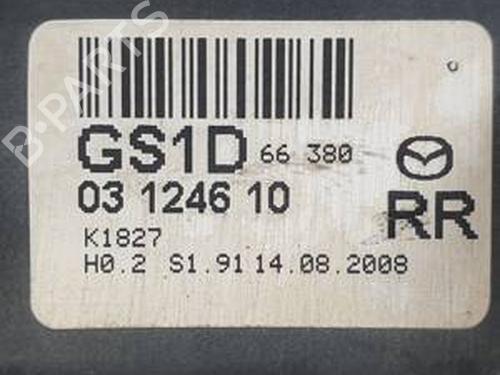 B-PARTS
GS1D 66 380
03 1246 10
RR
K1827
H0.2 S1.91 14.08.2008